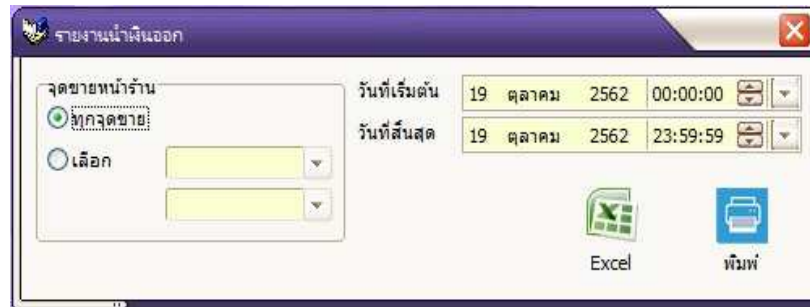 รายงานนำเงินออก
จุดขายหน้าร้าน
ทุกจุดขาย
เลือก
วันที่เริ่มต้น 19 ตุลาคม 2562 00:00:00
วันที่สิ้นสุด 19 ตุลาคม 2562 23:59:59
Excel
พิมพ์